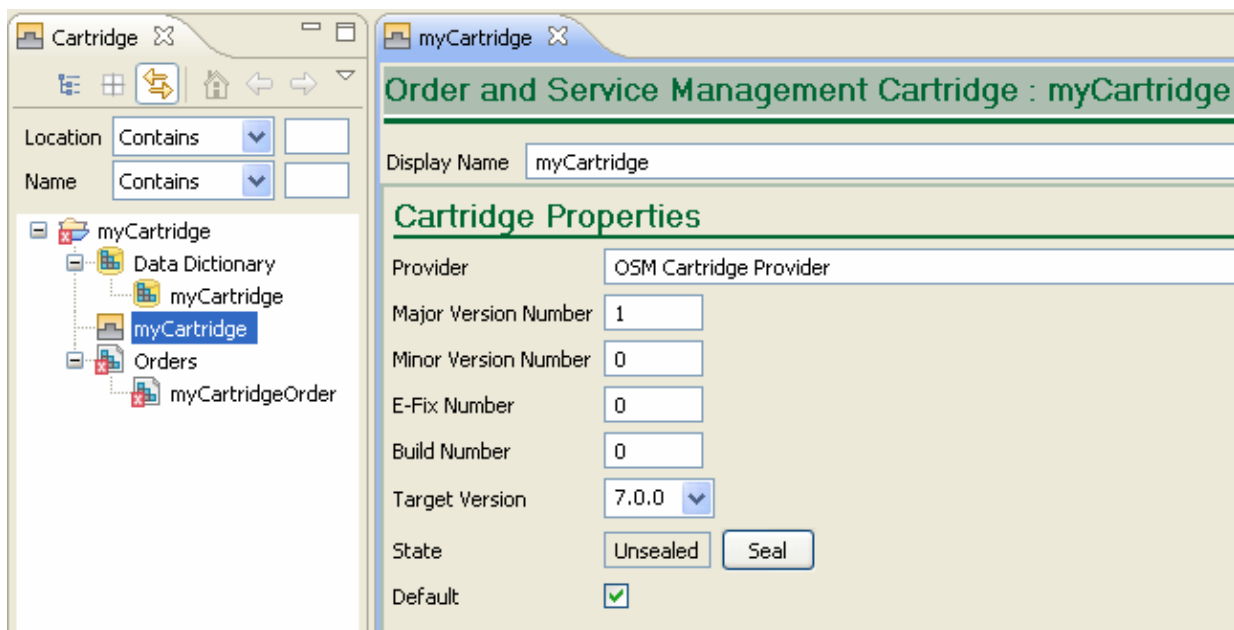 Cartridge
Location Contains
Name Contains
myCartridge
Data Dictionary
myCartridge
myCartridge
Orders
myCartridgeOrder
myCartridge
Order and Service Management Cartridge : myCartridge
Display Name myCartridge
Cartridge Properties
Provider OSM Cartridge Provider
Major Version Number 1
Minor Version Number 0
E-Fix Number 0
Build Number 0
Target Version 7.0.0
State Unsealed Seal
Default